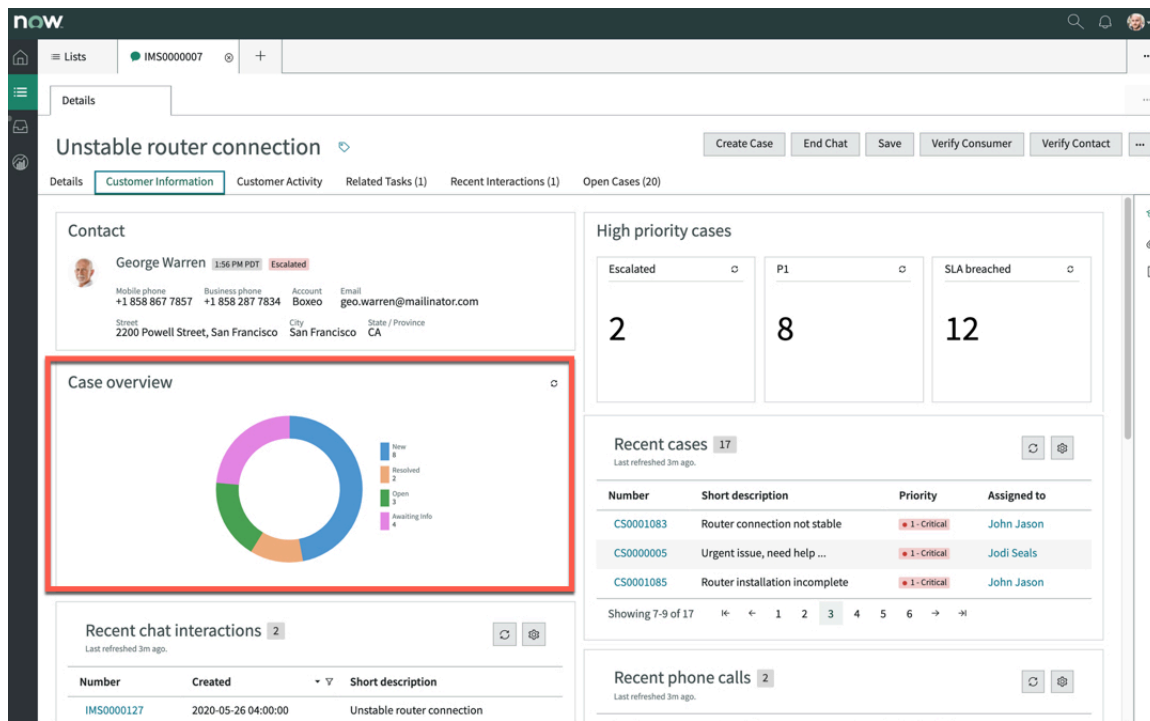 now
Lists
IMS0000007
Details
Unstable router connection
Create Case
End Chat
Save
Verify Consumer
Verify Contact
Details
Customer Information
Customer Activity
Related Tasks (1)
Recent Interactions (1)
Open Cases (20)
Contact
George Warren 1:56 PM PDT Escalated
Mobile phone Business phone Account Email
+1 858 867 7857 +1 858 287 7834 Boxeo geo.warren@mailinator.com
Street City State / Province
2200 Powell Street, San Francisco San Francisco CA
High priority cases
Escalated
2
P1
8
SLA breached
12
Case overview
New
8
Resolved
2
Open
3
Awaiting Info
4
Recent cases 17
Last refreshed 3m ago.
Number Short description Priority Assigned to
CS0001083 Router connection not stable 1 - Critical John Jason
CS0000005 Urgent issue, need help ... 1 - Critical Jodi Seals
CS0001085 Router installation incomplete 1 - Critical John Jason
Showing 7-9 of 17 1 2 3 4 5 6
Recent chat interactions 2
Last refreshed 3m ago.
Number Created Short description
IMS0000127 2020-05-26 04:00:00 Unstable router connection
Recent phone calls 2
Last refreshed 3m ago.